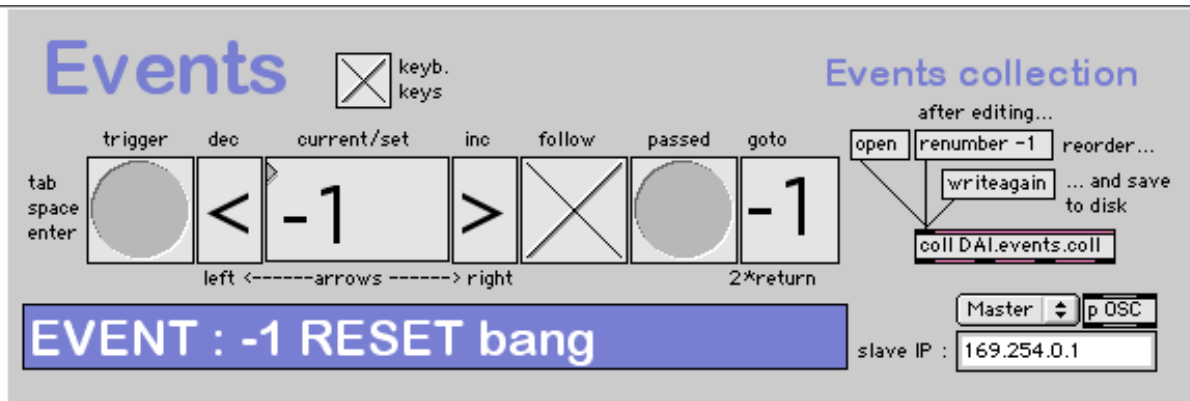 Events
keyb.
keys
Events collection
after editing...
trigger dec current/set inc follow passed goto
open renumber -1 reorder...
tab
space
enter
< -1 > -1
writeagain ... and save
to disk
coll DAI.events.coll
left <------arrows ------> right 2*return
Master p OSC
EVENT : -1 RESET bang
slave IP : 169.254.0.1